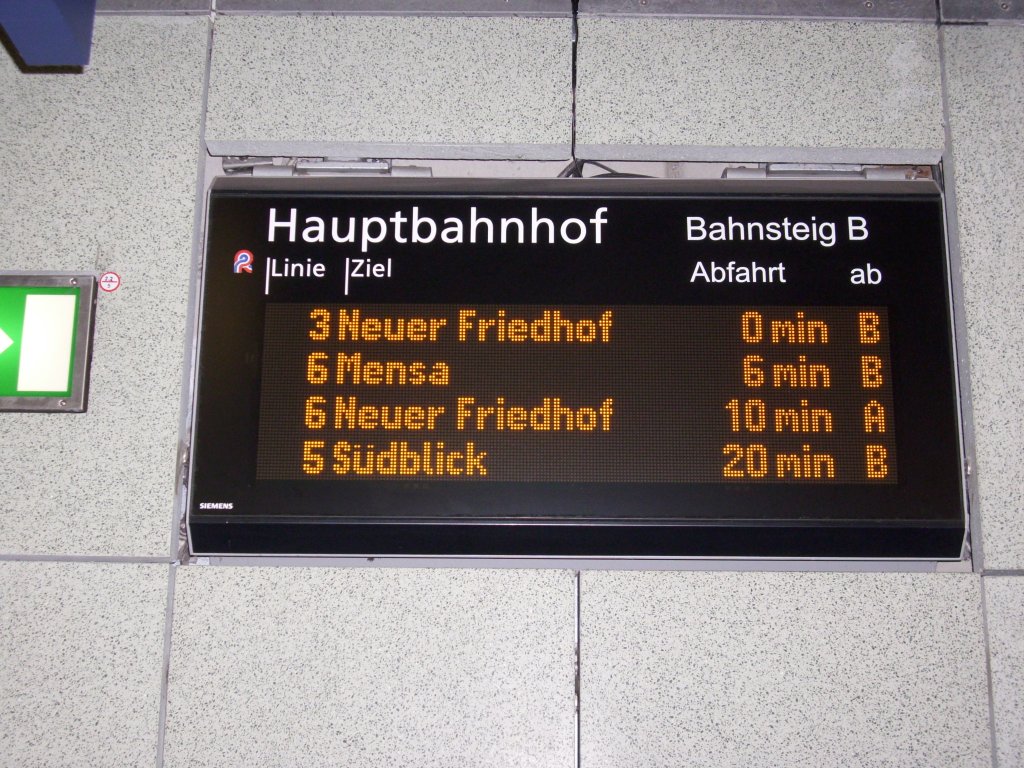 Hauptbahnhof Bahnsteig B
Linie Ziel Abfahrt ab
3 Neuer Friedhof 0 min B
6 Mensa 6 min B
6 Neuer Friedhof 10 min A
5 Südblick 20 min B
SIEMENS